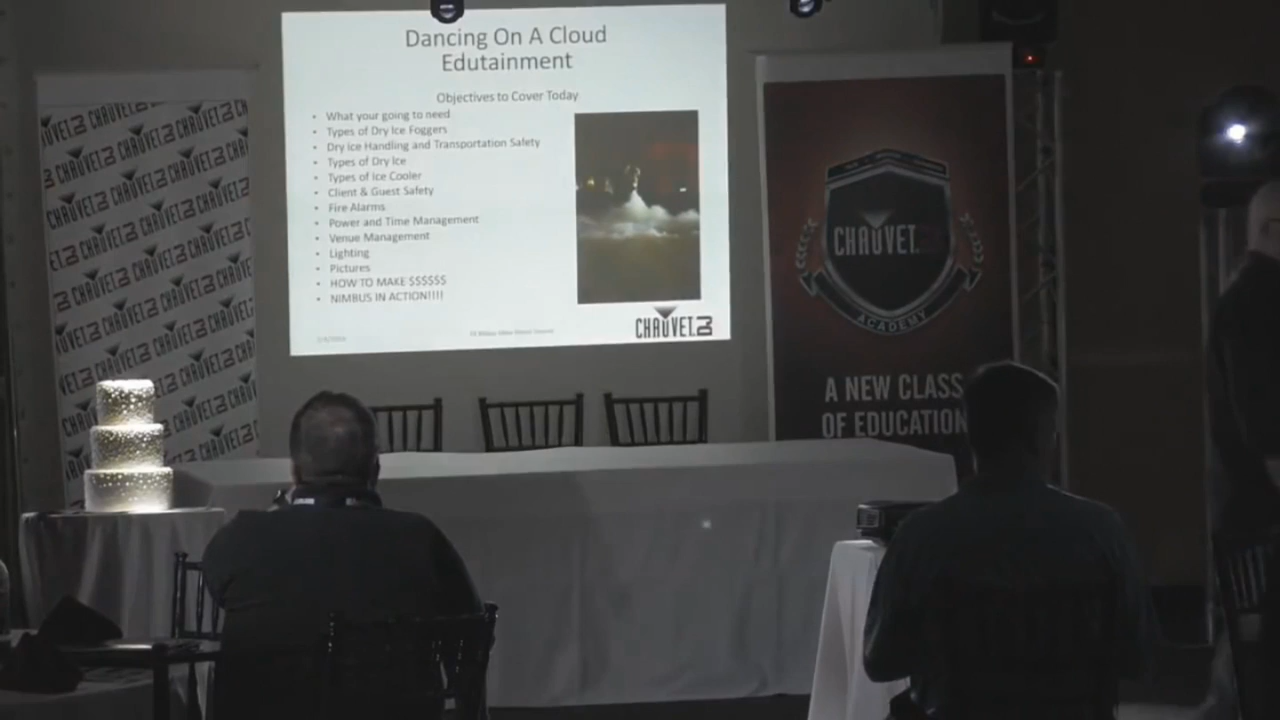 Dancing On A Cloud
Edutainment
Objectives to Cover Today
• What your going to need
• Types of Dry Ice Foggers
• Dry Ice Handling and Transportation Safety
• Types of Dry Ice
• Types of Ice Cooler
• Client & Guest Safety
• Fire Alarms
• Power and Time Management
• Venue Management
• Lighting
• Pictures
• HOW TO MAKE $$$$$$
• NIMBUS IN ACTION!!!!
CHAUVET
CHAUVET
CHAUVET
ACADEMY
A NEW CLASS
OF EDUCATION